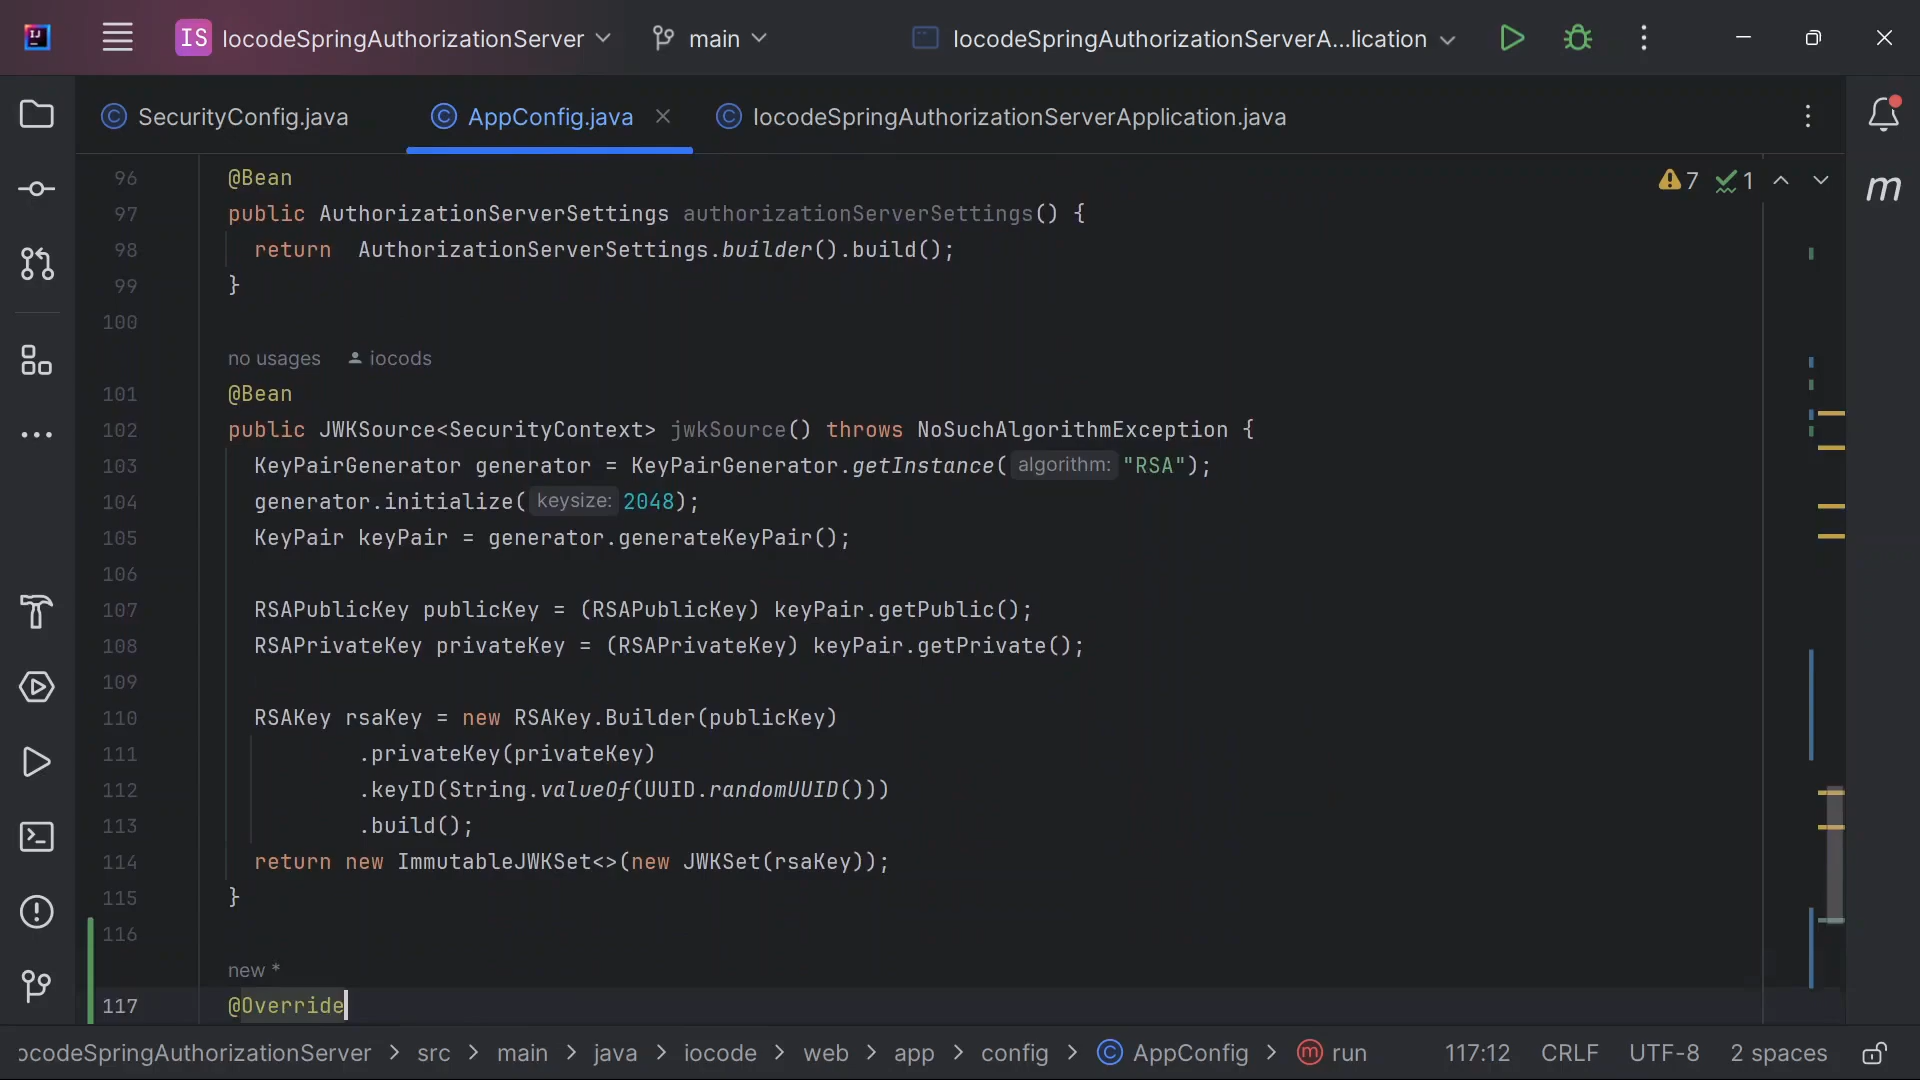 IS IocodeSpringAuthorizationServer main IocodeSpringAuthorizationServerA...lication
SecurityConfig.java AppConfig.java IocodeSpringAuthorizationServerApplication.java
7 1
96 @Bean
97 public AuthorizationServerSettings authorizationServerSettings() {
98 return AuthorizationServerSettings.builder().build();
99 }
100
no usages iocods
101 @Bean
102 public JWKSource<SecurityContext> jwkSource() throws NoSuchAlgorithmException {
103 KeyPairGenerator generator = KeyPairGenerator.getInstance( algorithm: "RSA");
104 generator.initialize( keysize: 2048);
105 KeyPair keyPair = generator.generateKeyPair();
106
107 RSAPublicKey publicKey = (RSAPublicKey) keyPair.getPublic();
108 RSAPrivateKey privateKey = (RSAPrivateKey) keyPair.getPrivate();
109
110 RSAKey rsaKey = new RSAKey.Builder(publicKey)
111 .privateKey(privateKey)
112 .keyID(String.valueOf(UUID.randomUUID()))
113 .build();
114 return new ImmutableJWKSet<>(new JWKSet(rsaKey));
115 }
116
new *
117 @Override
ocodeSpringAuthorizationServer > src > main > java > iocode > web > app > config > AppConfig > run 117:12 CRLF UTF-8 2 spaces